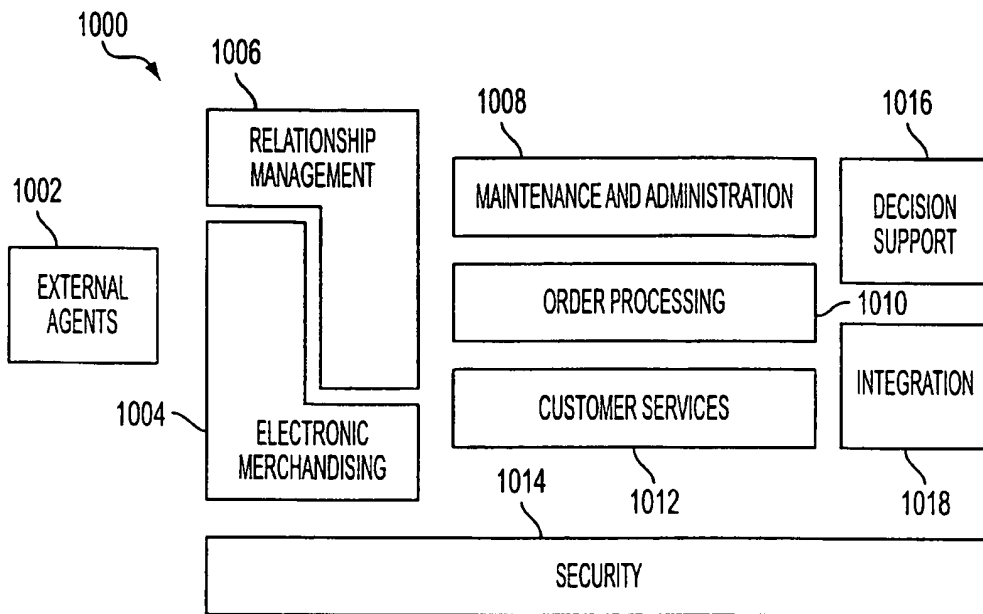 1000
1006
RELATIONSHIP
MANAGEMENT
1008
MAINTENANCE AND ADMINISTRATION
1016
DECISION
SUPPORT
1002
EXTERNAL
AGENTS
ORDER PROCESSING
1010
1004
ELECTRONIC
MERCHANDISING
CUSTOMER SERVICES
1012
INTEGRATION
1018
1014
SECURITY